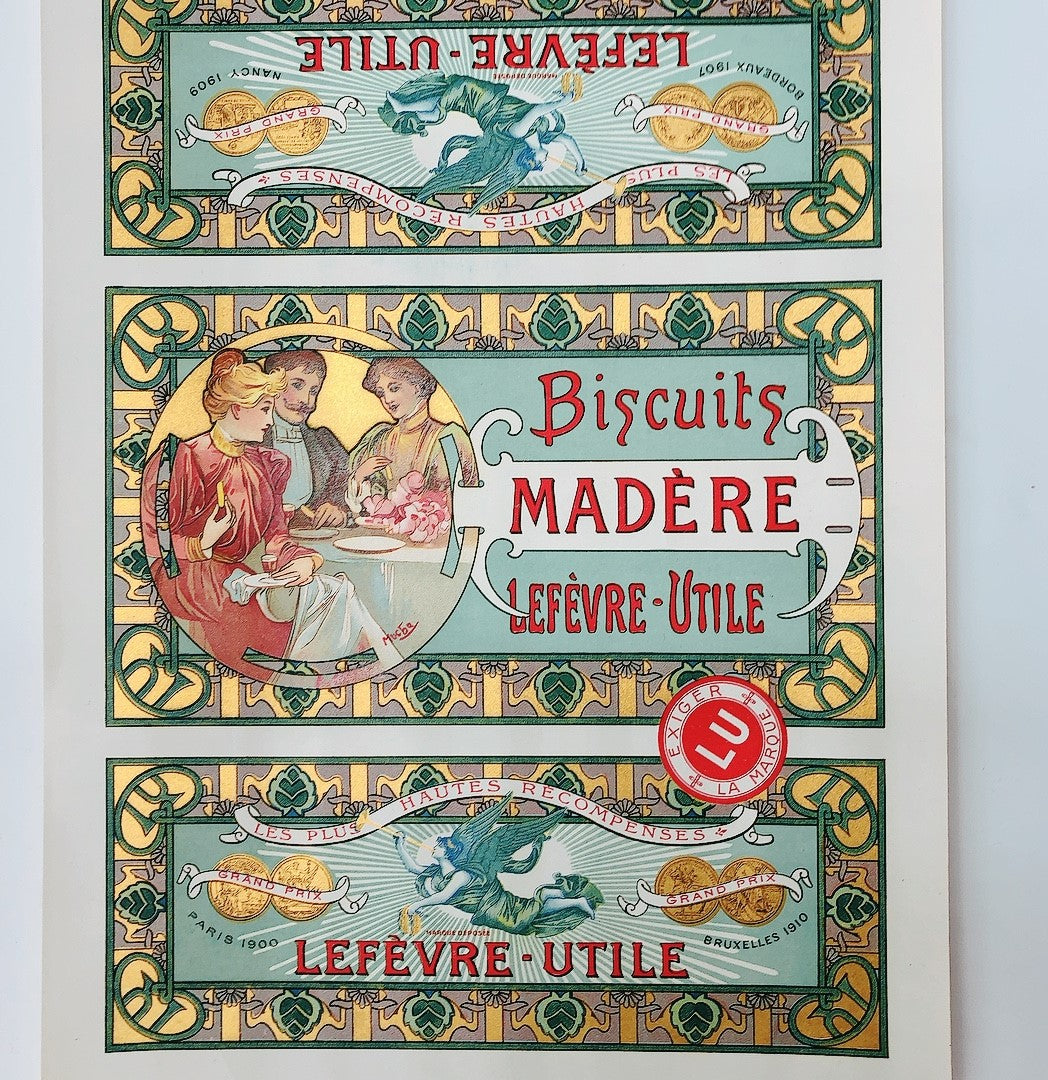 LEFÈVRE-UTILE
MARQUE DÉPOSÉE
NANCY 1909
BORDEAUX 1907
GRAND PRIX
GRAND PRIX
LES PLUS HAUTES RÉCOMPENSES
Biscuits
MADÈRE
LEFÈVRE-UTILE
Mucha
EXIGER
LU
LA MARQUE
LES PLUS HAUTES RÉCOMPENSES
GRAND PRIX
GRAND PRIX
PARIS 1900
BRUXELLES 1910
MARQUE DÉPOSÉE
LEFÈVRE-UTILE